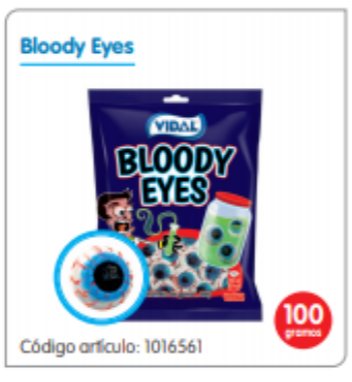 Bloody Eyes
VIDAL
BLOODY
EYES
100
gramos
Código artículo: 1016561